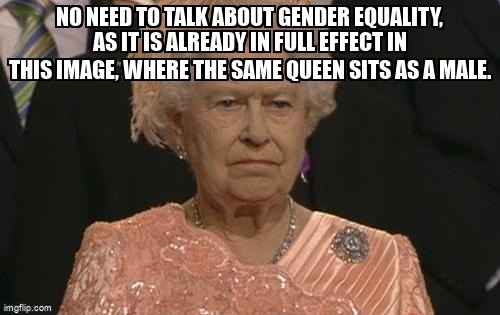 NO NEED TO TALK ABOUT GENDER EQUALITY,
AS IT IS ALREADY IN FULL EFFECT IN
THIS IMAGE, WHERE THE SAME QUEEN SITS AS A MALE.
imgflip.com